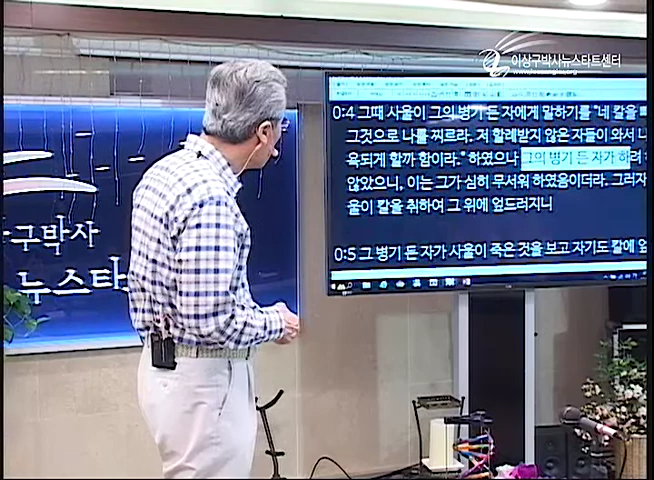 이상구박사뉴스타트센터
0:4 그때 사울이 그의 병기 든 자에게 말하기를 "네 칼을 빼
그것으로 나를 찌르라. 저 할례받지 않은 자들이 와서 나
욕되게 할까 함이라." 하였으나 그의 병기 든 자가 하려
않았으니, 이는 그가 심히 무서워 하였음이더라. 그러자
울이 칼을 취하여 그 위에 엎드러지니
0:5 그 병기 든 자가 사울이 죽은 것을 보고 자기도 칼에 엎
구박사
뉴스타트